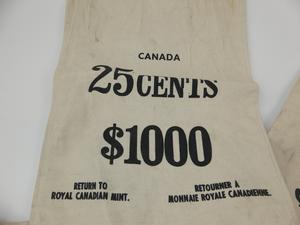 CANADA
25 CENTS
$1000
RETURN TO
ROYAL CANADIAN MINT.
RETOURNER À
MONNAIE ROYALE CANADIENNE.